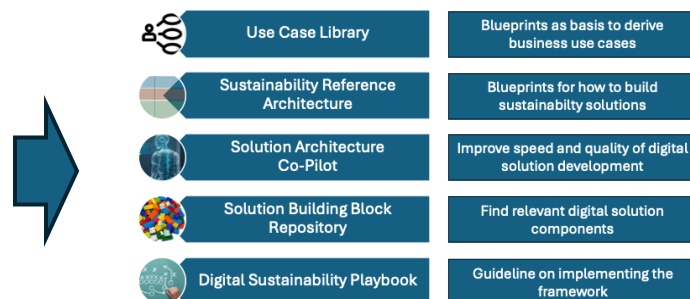 Use Case Library
Blueprints as basis to derive
business use cases
Sustainability Reference
Architecture
Blueprints for how to build
sustainabilty solutions
Solution Architecture
Co-Pilot
Improve speed and quality of digital
solution development
Solution Building Block
Repository
Find relevant digital solution
components
Digital Sustainability Playbook
Guideline on implementing the
framework